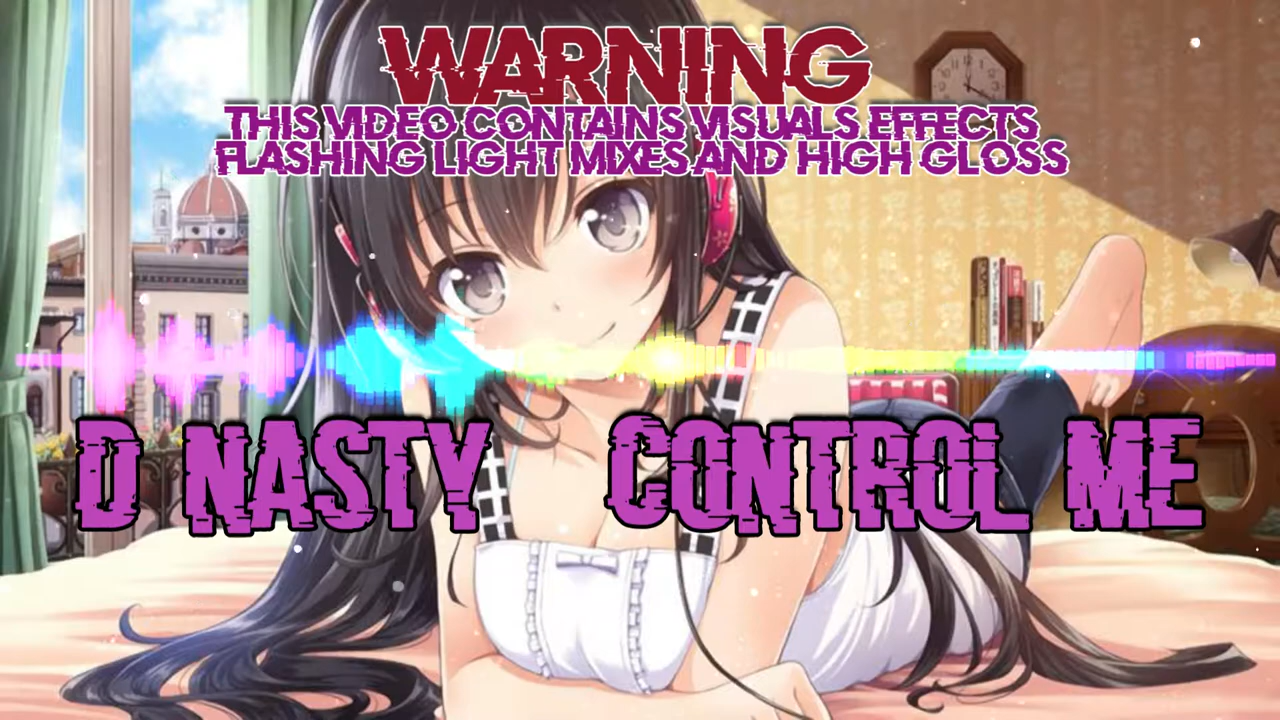 WARNING
THIS VIDEO CONTAINS VISUALS EFFECTS
FLASHING LIGHT MIXES AND HIGH GLOSS
D NASTY CONTROL ME